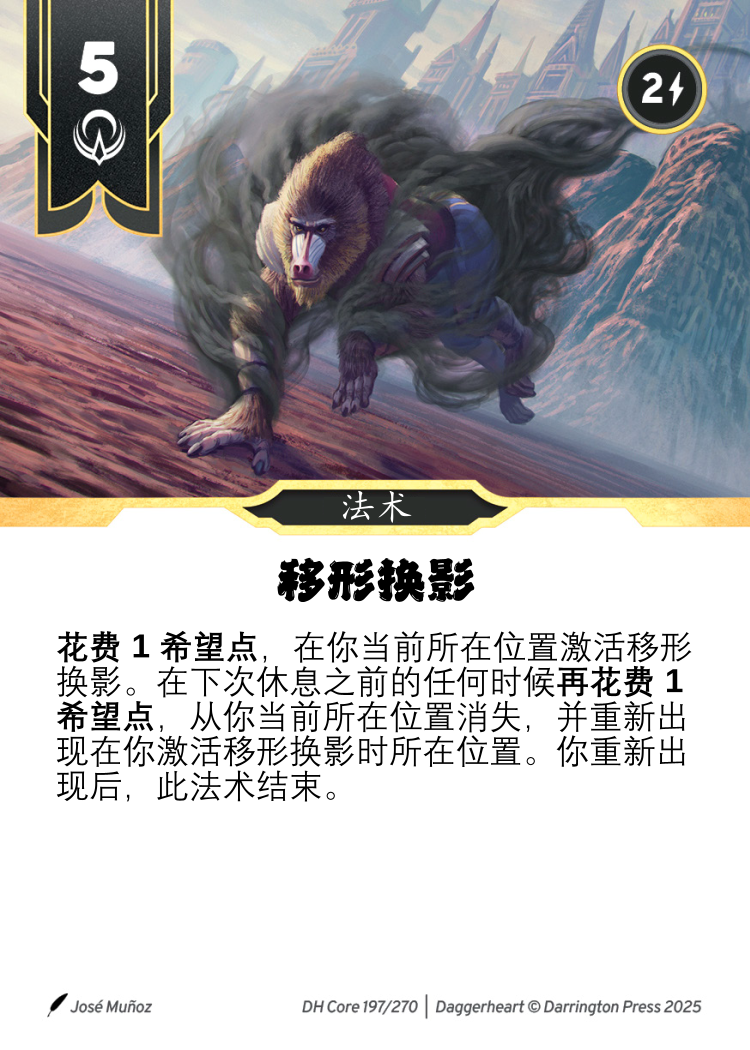 5
2
法术
移形换影
花费 1 希望点，在你当前所在位置激活移形
换影。在下次休息之前的任何时候再花费 1
希望点，从你当前所在位置消失，并重新出
现在你激活移形换影时所在位置。你重新出
现后，此法术结束。
José Muñoz
DH Core 197/270 | Daggerheart © Darrington Press 2025